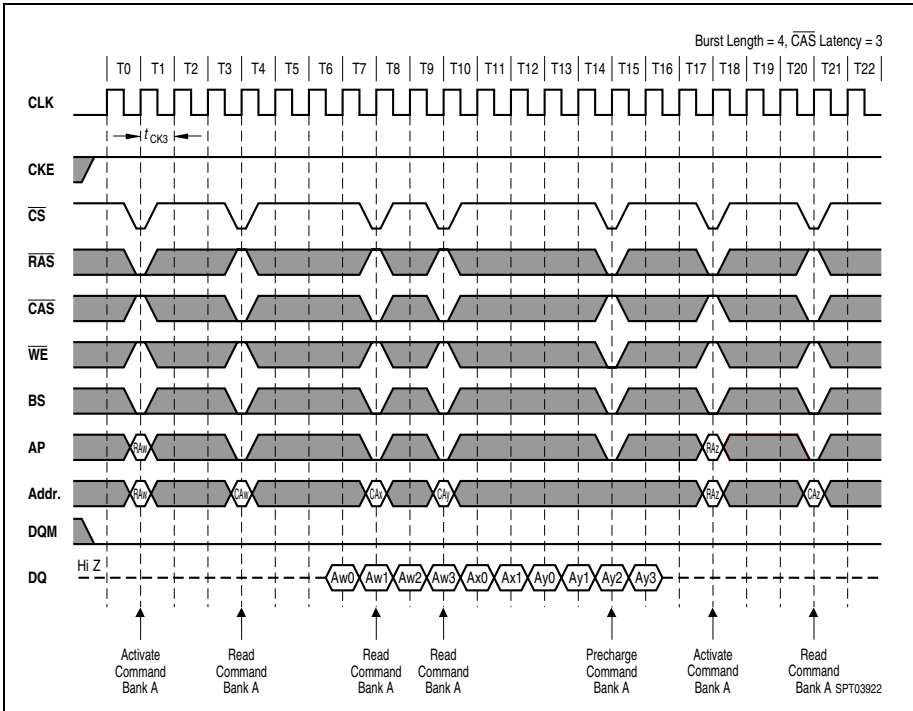 Burst Length = 4, CAS Latency = 3
T0 T1 T2 T3 T4 T5 T6 T7 T8 T9 T10 T11 T12 T13 T14 T15 T16 T17 T18 T19 T20 T21 T22
CLK
t CK3
CKE
CS
RAS
CAS
WE
BS
AP RAw RAz
Addr. RAw CAw CAx CAy RAz CAz
DQM
Hi Z
DQ Aw0 Aw1 Aw2 Aw3 Ax0 Ax1 Ay0 Ay1 Ay2 Ay3
Activate Read Read Read Precharge Activate Read
Command Command Command Command Command Command Command
Bank A Bank A Bank A Bank A Bank A Bank A Bank A SPT03922